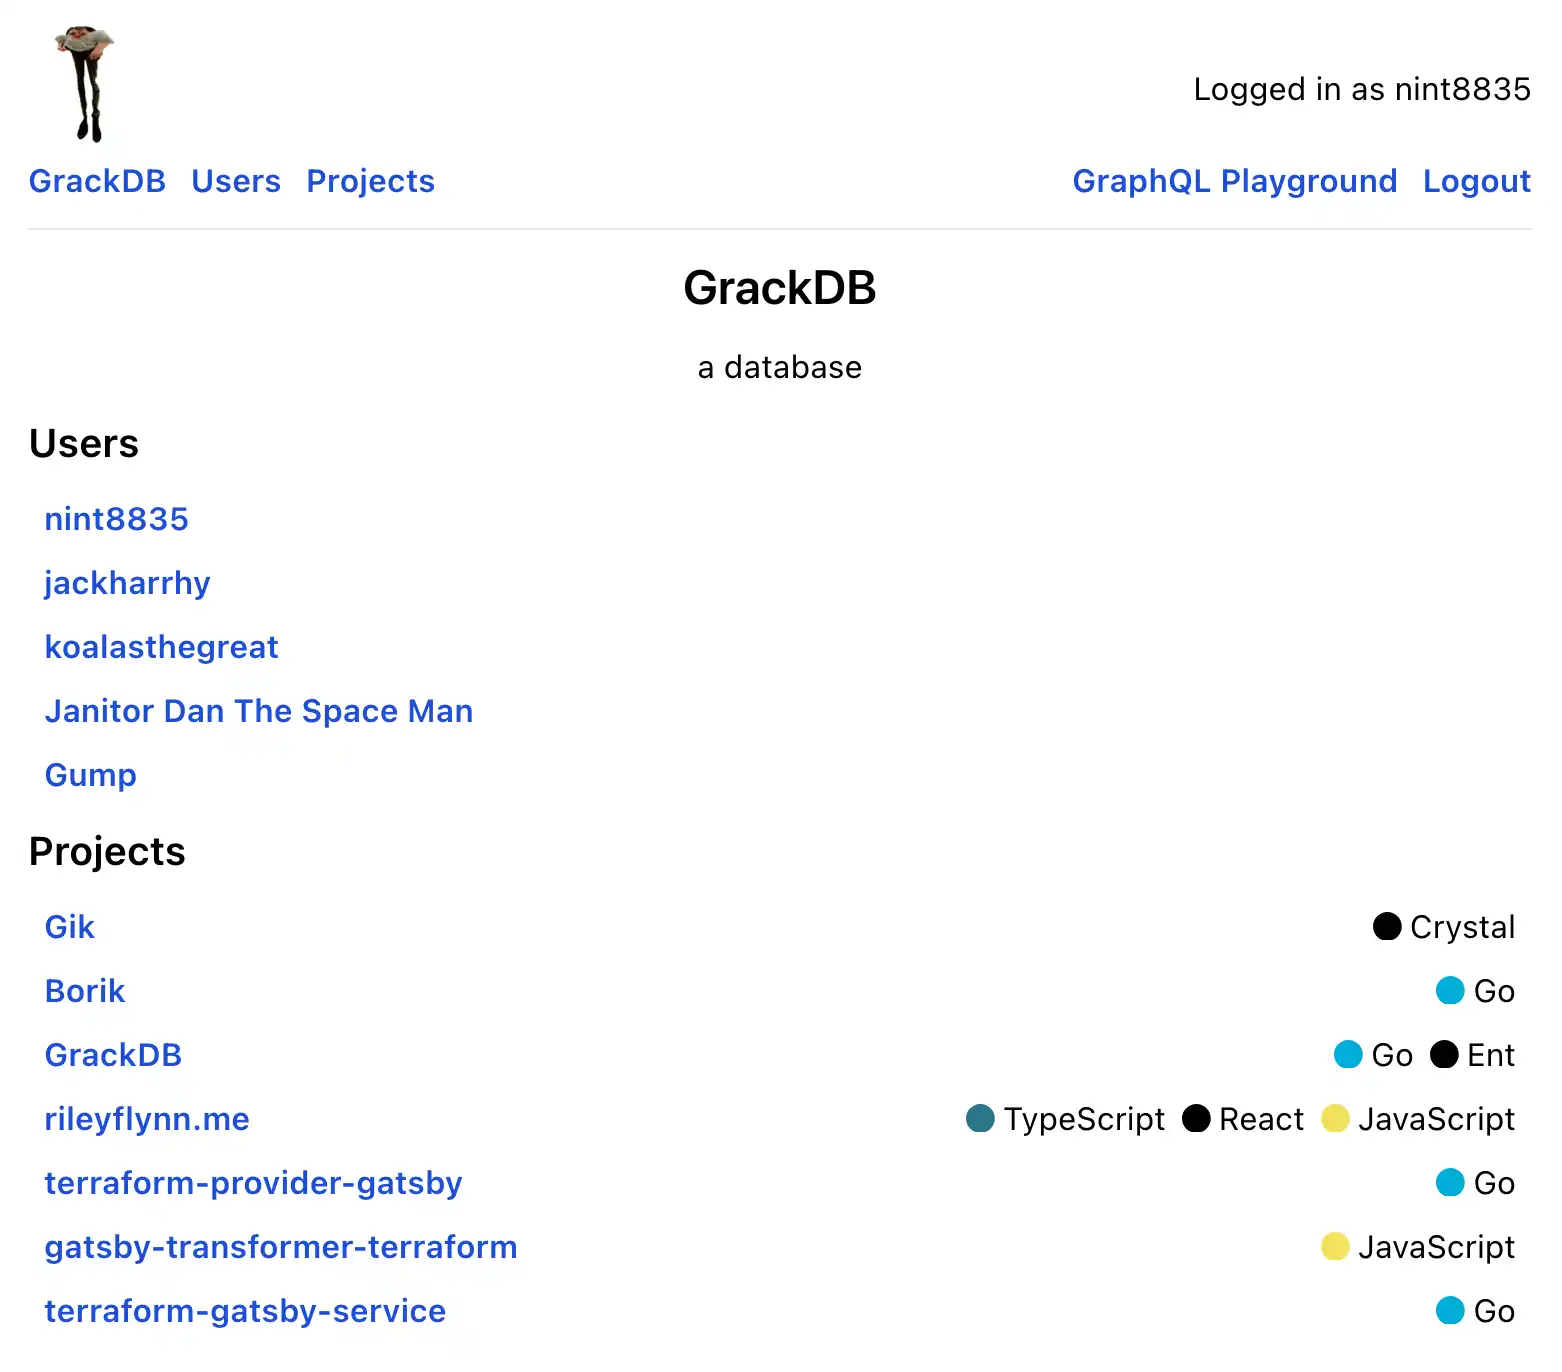 Logged in as nint8835
GrackDB Users Projects GraphQL Playground Logout
GrackDB
a database
Users
nint8835
jackharrhy
koalasthegreat
Janitor Dan The Space Man
Gump
Projects
Gik Crystal
Borik Go
GrackDB Go Ent
rileyflynn.me TypeScript React JavaScript
terraform-provider-gatsby Go
gatsby-transformer-terraform JavaScript
terraform-gatsby-service Go